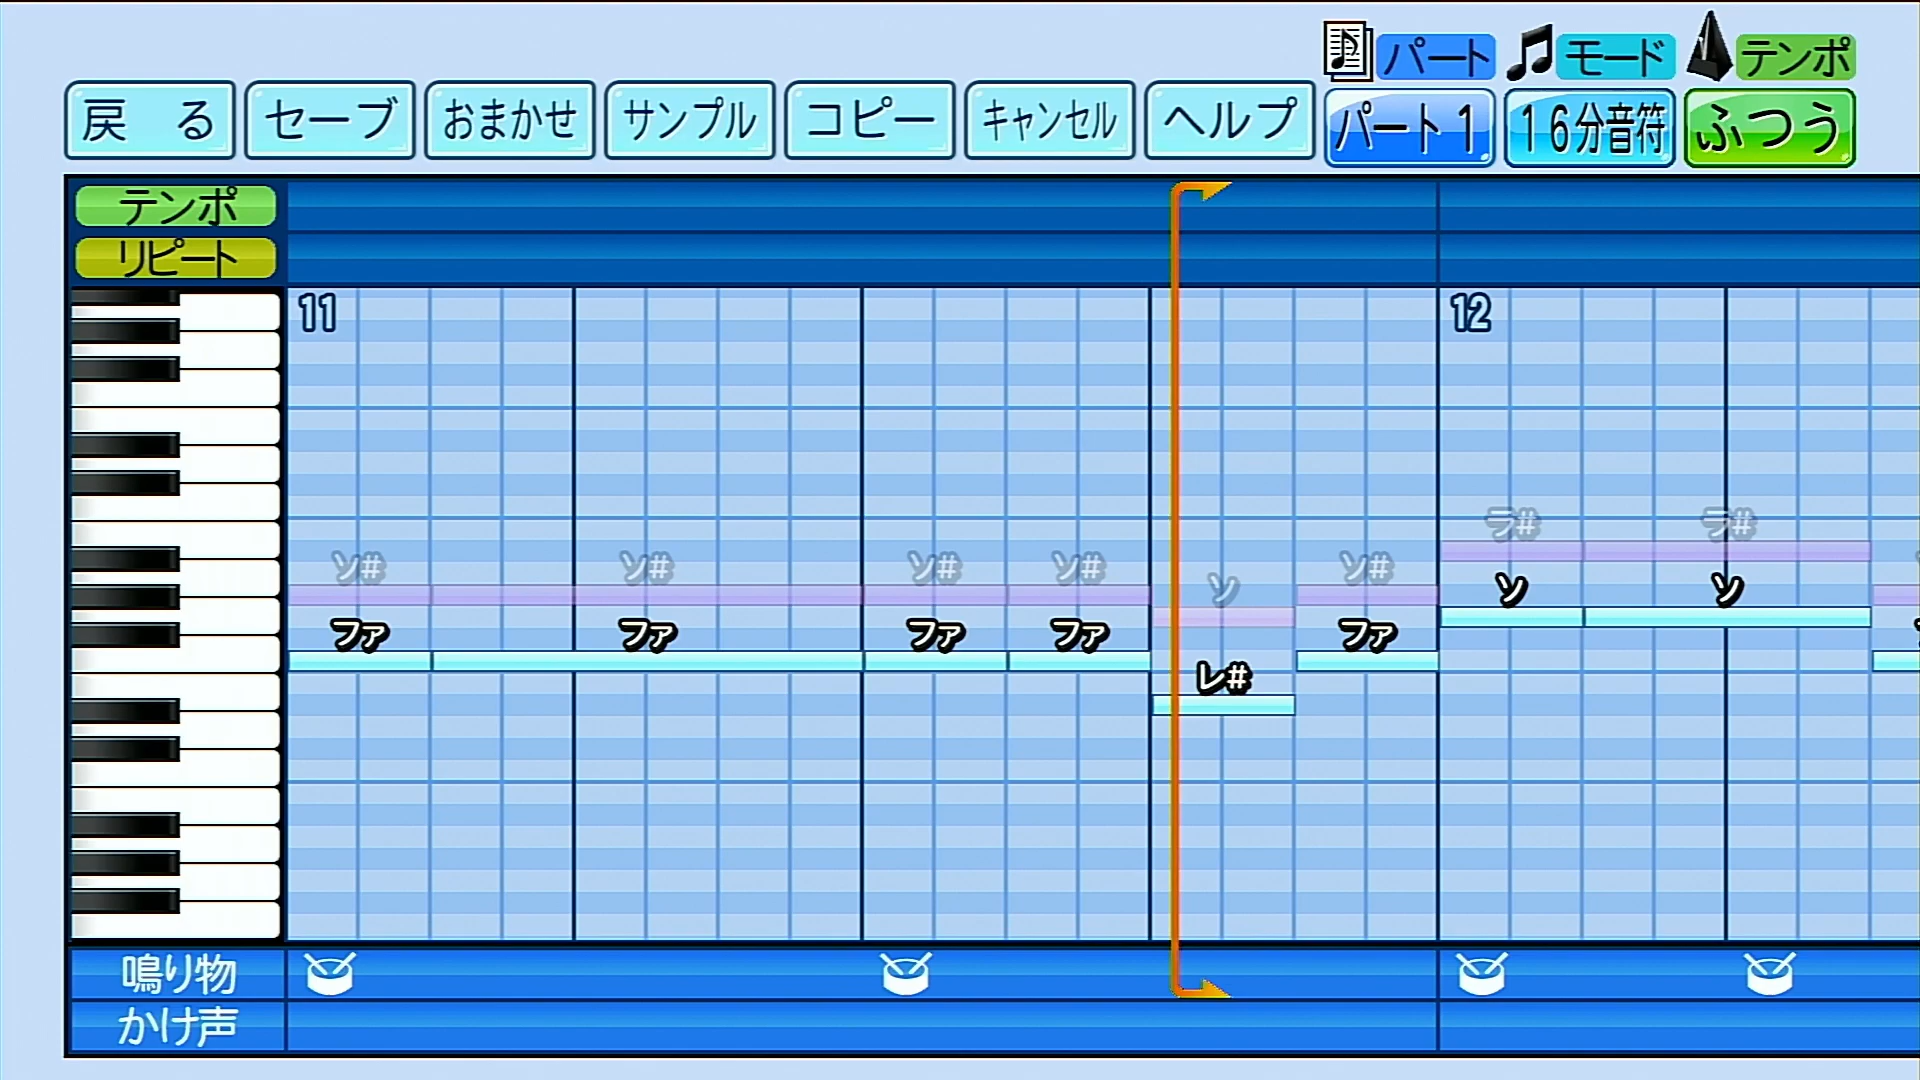 パート モード テンポ
戻 る セーブ おまかせ サンプル コピー キャンセル ヘルプ パート1 16分音符 ふつう
テンポ
リピート
11 12
ラ# ラ#
ソ# ソ# ソ# ソ# ソ ソ# ソ ソ
ファ ファ ファ ファ ファ
レ#
鳴り物
かけ声